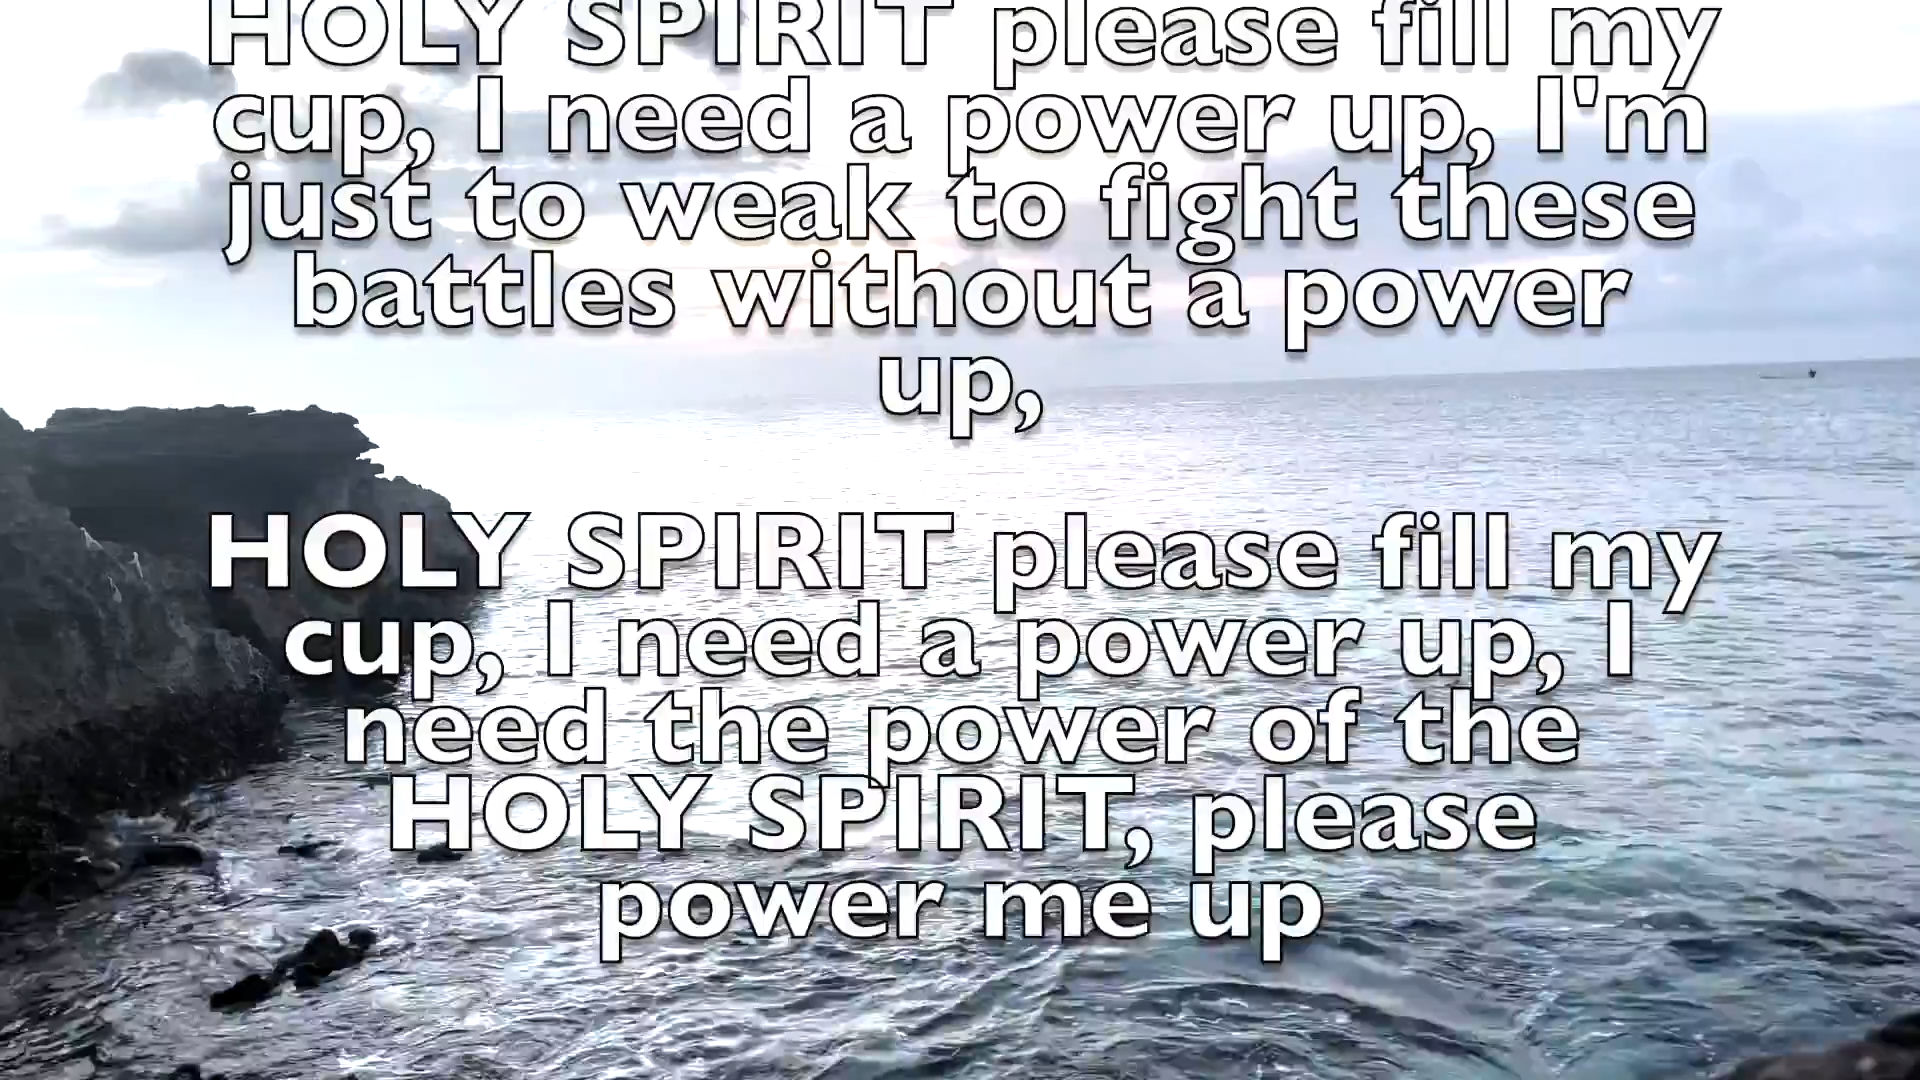 HOLY SPIRIT please fill my
cup, I need a power up, I'm
just to weak to fight these
battles without a power
up,
HOLY SPIRIT please fill my
cup, I need a power up, I
need the power of the
HOLY SPIRIT, please
power me up